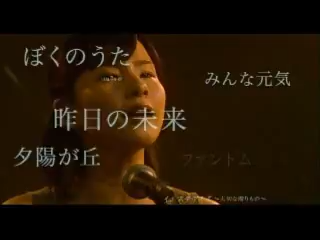 ぼくのうた
みんな元気
昨日の未来
夕陽が丘
ファントム